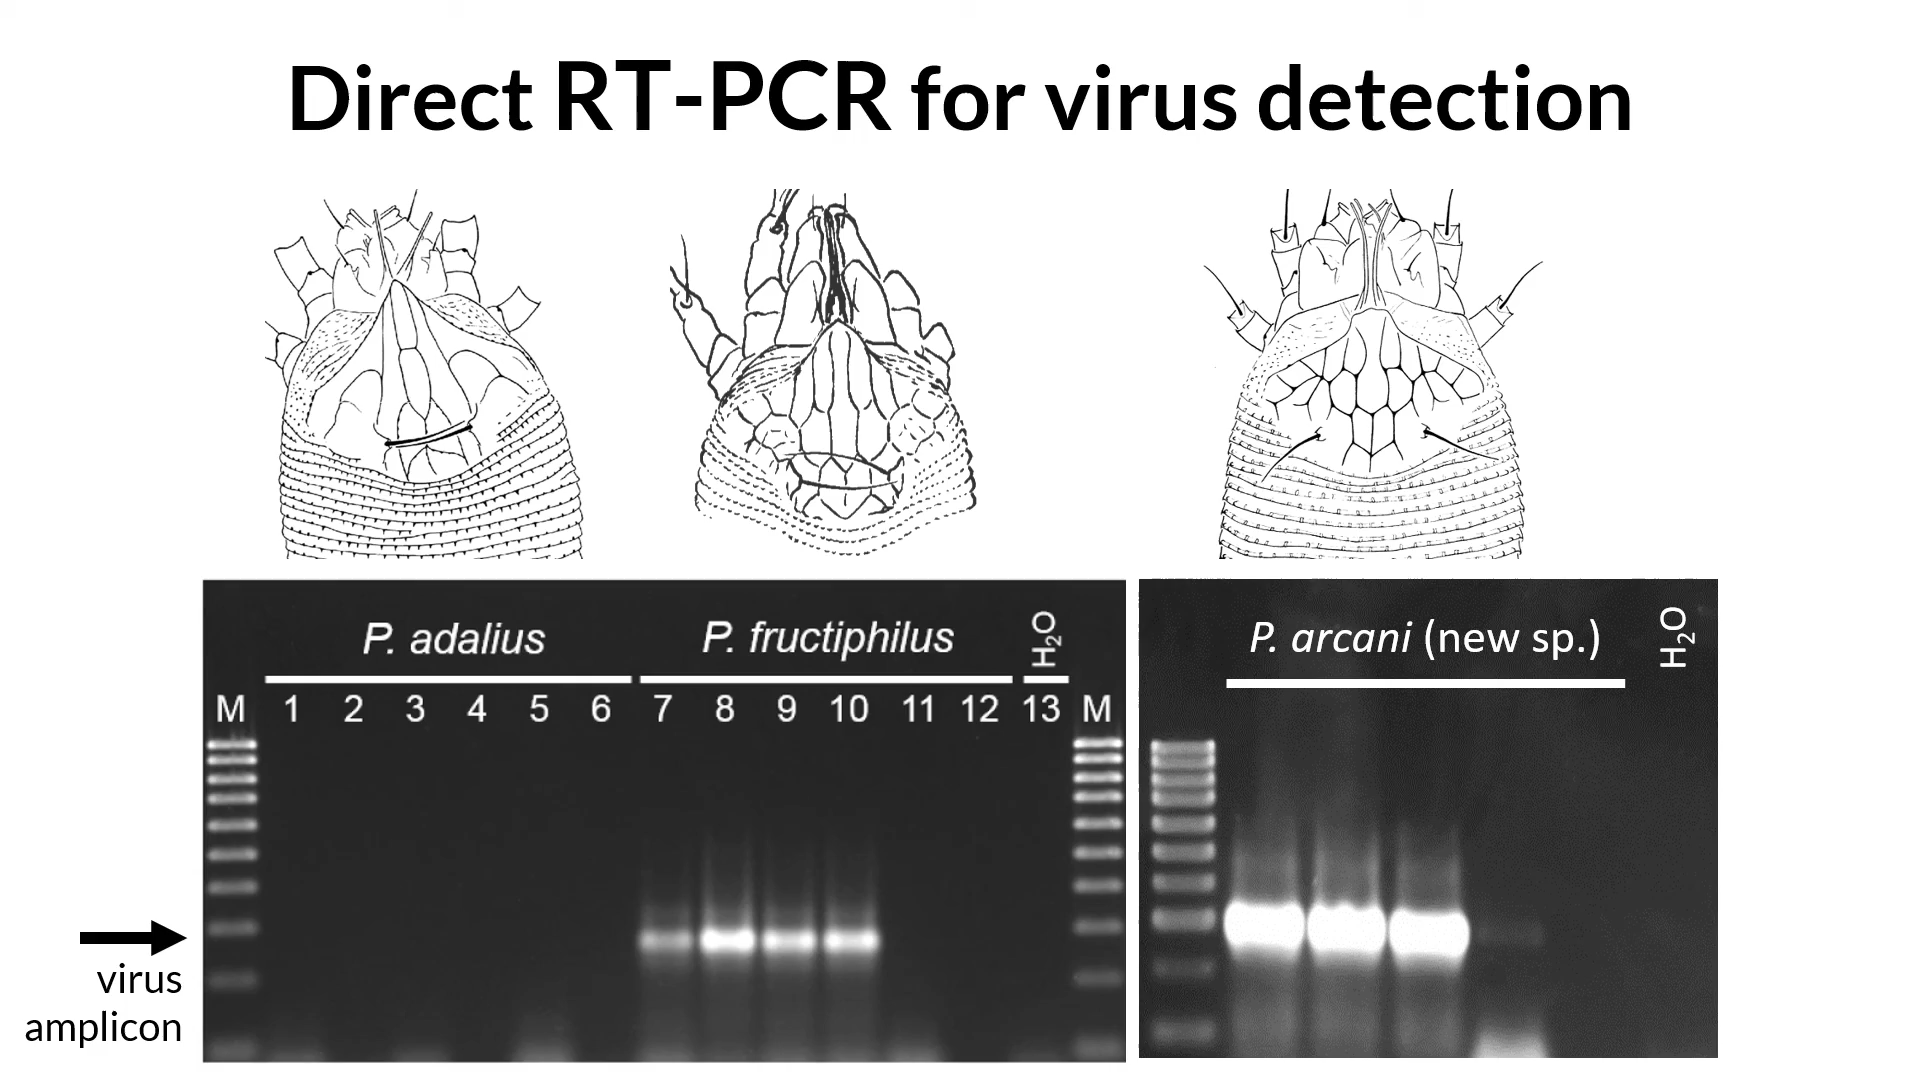 Direct RT-PCR for virus detection
P. adalius P. fructiphilus H₂O
M 1 2 3 4 5 6 7 8 9 10 11 12 13 M
P. arcani (new sp.) H₂O
virus
amplicon